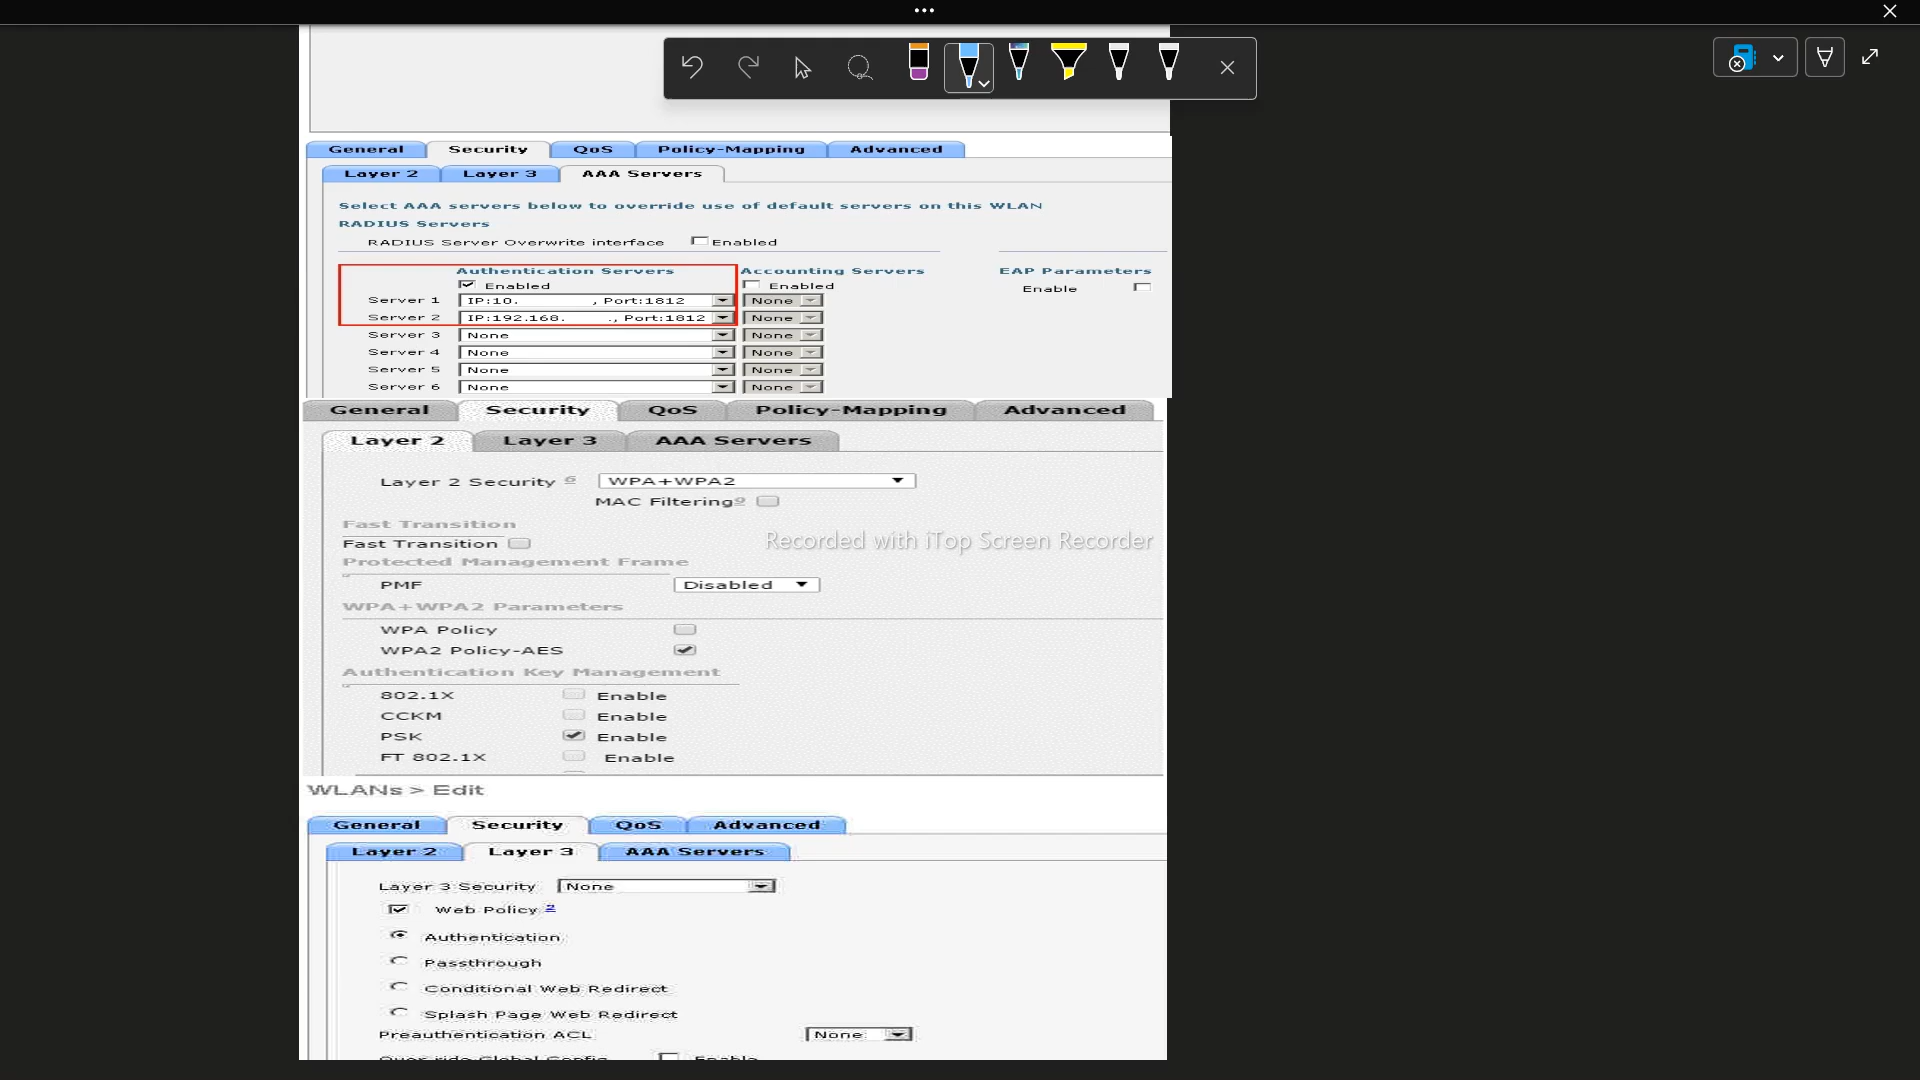 General Security QoS Policy-Mapping Advanced
Layer 2 Layer 3 AAA Servers
Select AAA servers below to override use of default servers on this WLAN
RADIUS Servers
RADIUS Server Overwrite interface Enabled
Authentication Servers Accounting Servers EAP Parameters
Enabled Enabled Enable
Server 1 IP:10. , Port:1812 None
Server 2 IP:192.168. ., Port:1812 None
Server 3 None None
Server 4 None None
Server 5 None None
Server 6 None None
General Security QoS Policy-Mapping Advanced
Layer 2 Layer 3 AAA Servers
Layer 2 Security 6 WPA+WPA2
MAC Filtering9
Fast Transition
Fast Transition
Recorded with iTop Screen Recorder
Protected Management Frame
PMF Disabled
WPA+WPA2 Parameters
WPA Policy
WPA2 Policy-AES
Authentication Key Management
802.1X Enable
CCKM Enable
PSK Enable
FT 802.1X Enable
WLANs > Edit
General Security QoS Advanced
Layer 2 Layer 3 AAA Servers
Layer 3 Security None
Web Policy 2
Authentication
Passthrough
Conditional Web Redirect
Splash Page Web Redirect
Preauthentication ACL None
Over-ride Global Config Enable